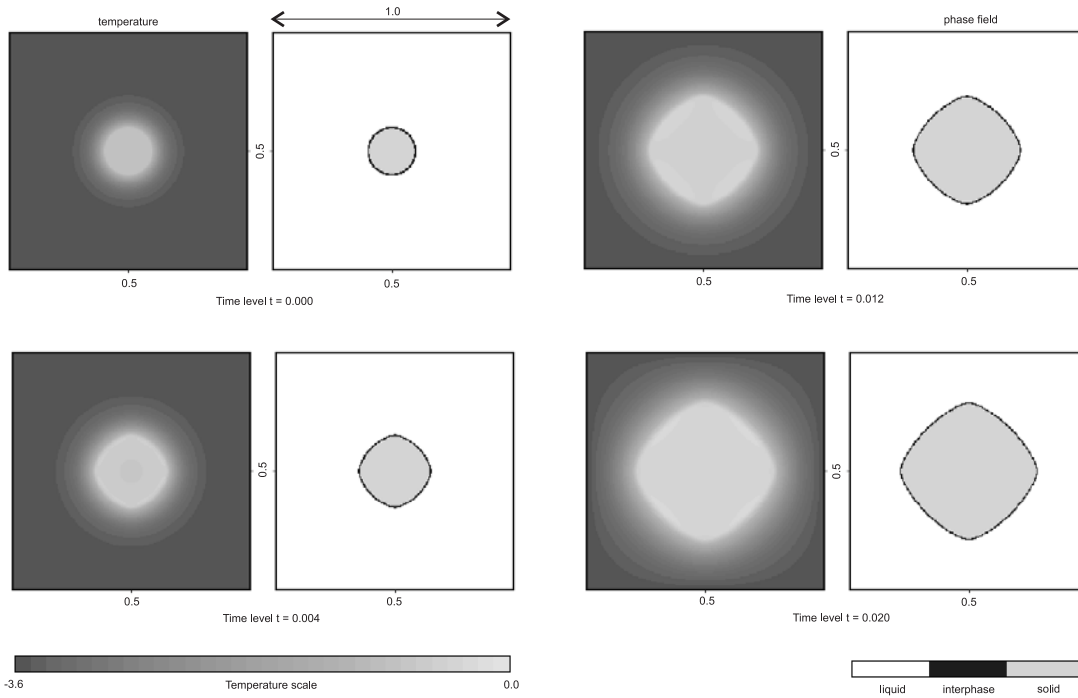 temperature
1.0
phase field
0.5
0.5
0.5
0.5
0.5
0.5
Time level t = 0.000
Time level t = 0.012
0.5
0.5
0.5
0.5
0.5
0.5
Time level t = 0.004
Time level t = 0.020
-3.6
Temperature scale
0.0
liquid
interphase
solid